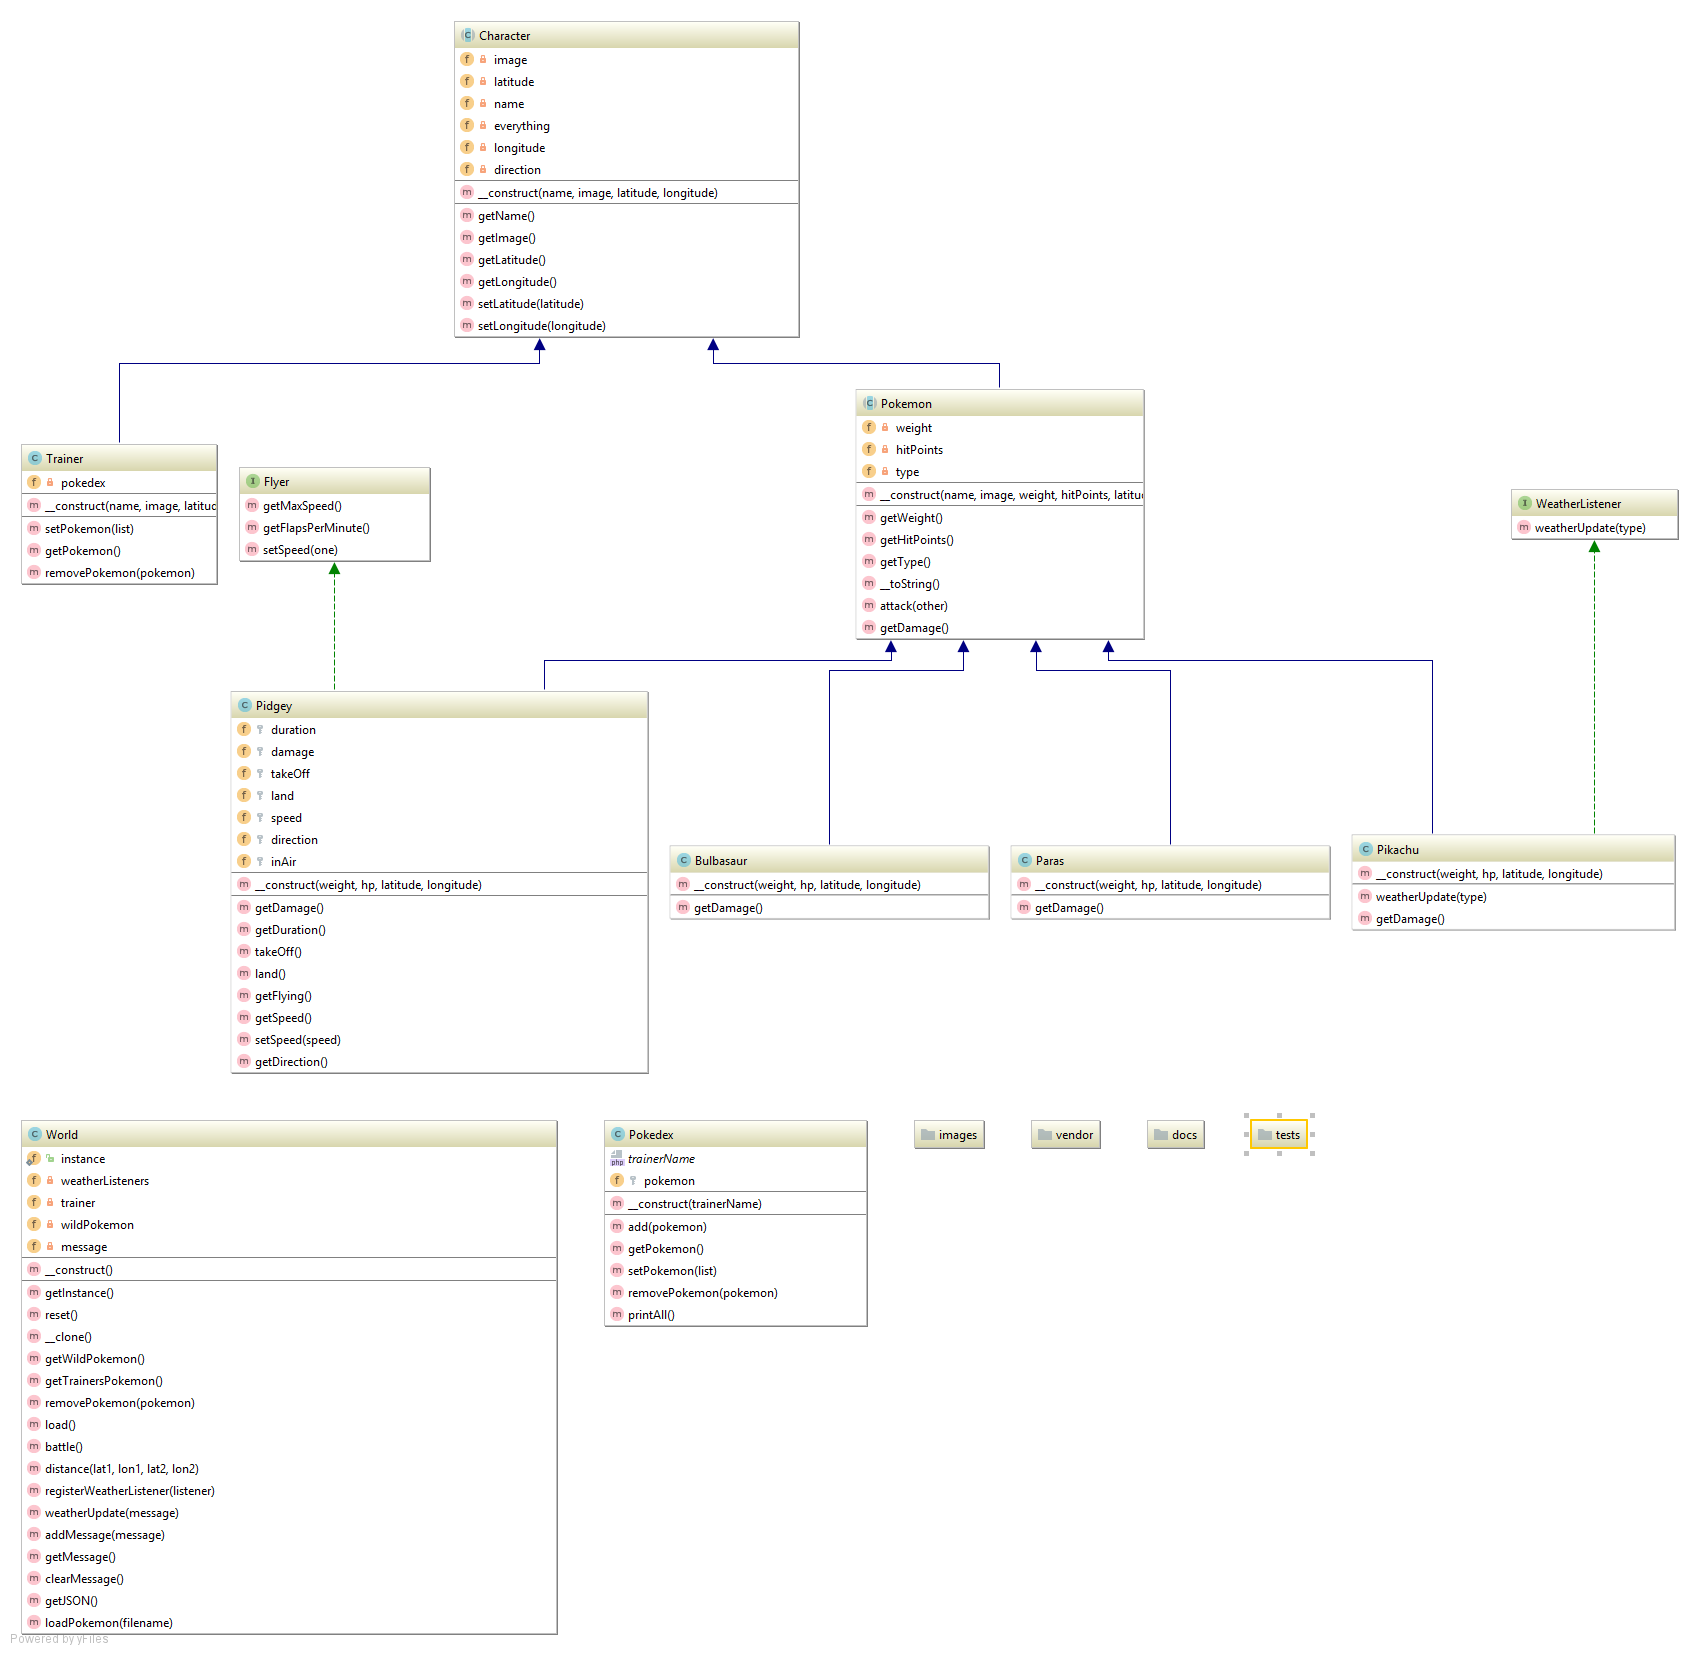 Character
image
latitude
name
everything
longitude
direction
__construct(name, image, latitude, longitude)
getName()
getImage()
getLatitude()
getLongitude()
setLatitude(latitude)
setLongitude(longitude)
Trainer
pokedex
__construct(name, image, latitud
setPokemon(list)
getPokemon()
removePokemon(pokemon)
Flyer
getMaxSpeed()
getFlapsPerMinute()
setSpeed(one)
Pokemon
weight
hitPoints
type
__construct(name, image, weight, hitPoints, latitu
getWeight()
getHitPoints()
getType()
__toString()
attack(other)
getDamage()
WeatherListener
weatherUpdate(type)
Pidgey
duration
damage
takeOff
land
speed
direction
inAir
__construct(weight, hp, latitude, longitude)
getDamage()
getDuration()
takeOff()
land()
getFlying()
getSpeed()
setSpeed(speed)
getDirection()
Bulbasaur
__construct(weight, hp, latitude, longitude)
getDamage()
Paras
__construct(weight, hp, latitude, longitude)
getDamage()
Pikachu
__construct(weight, hp, latitude, longitude)
weatherUpdate(type)
getDamage()
World
instance
weatherListeners
trainer
wildPokemon
message
__construct()
getInstance()
reset()
__clone()
getWildPokemon()
getTrainersPokemon()
removePokemon(pokemon)
load()
battle()
distance(lat1, lon1, lat2, lon2)
registerWeatherListener(listener)
weatherUpdate(message)
addMessage(message)
getMessage()
clearMessage()
getJSON()
loadPokemon(filename)
Pokedex
trainerName
pokemon
__construct(trainerName)
add(pokemon)
getPokemon()
setPokemon(list)
removePokemon(pokemon)
printAll()
images
vendor
docs
tests
Powered by yFiles